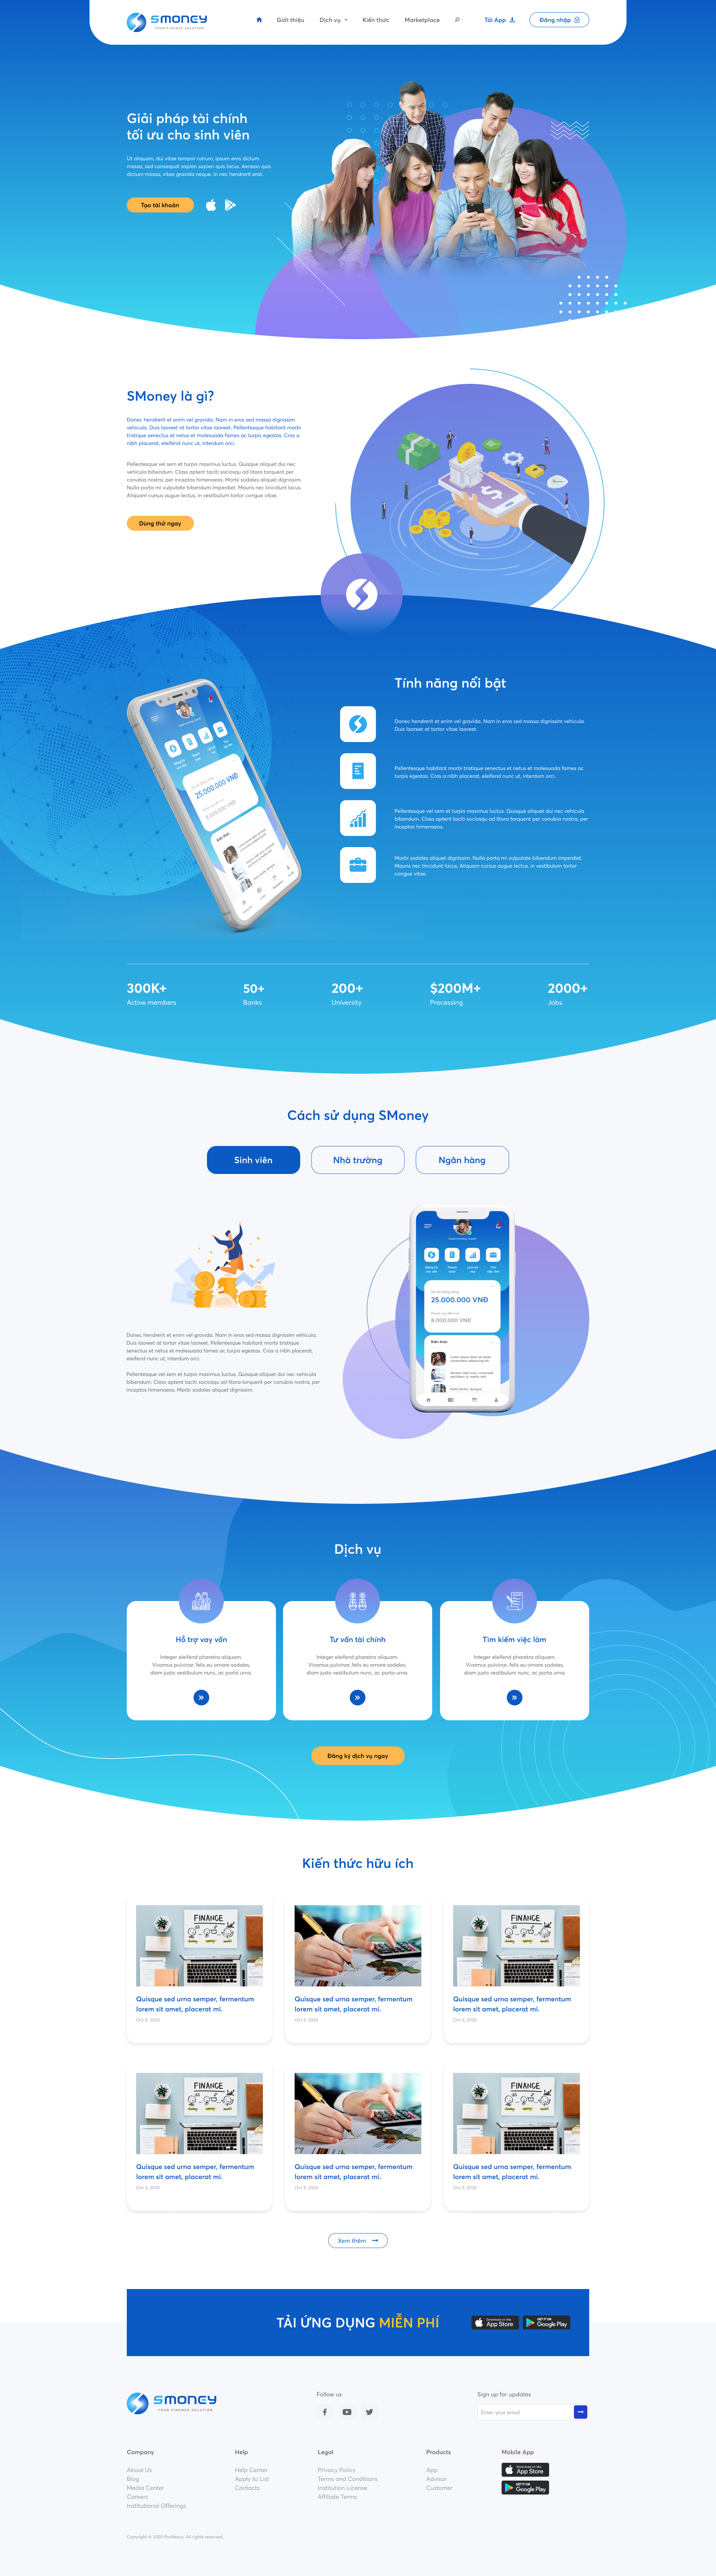 SMONEY
YOUR FINANCE SOLUTION
Giới thiệu
Dịch vụ
Kiến thức
Marketplace
Tải App
Đăng nhập
Giải pháp tài chính
tối ưu cho sinh viên
Ut aliquam, dui vitae tempor rutrum, ipsum eros dictum
massa, sed consequat sapien sapien quis lacus. Aenean quis
dictum massa, vitae gravida neque. In nec hendrerit erat.
Tạo tài khoản
SMoney là gì?
Donec hendrerit et enim vel gravida. Nam in eros sed massa dignissim
vehicula. Duis laoreet at tortor vitae laoreet. Pellentesque habitant morbi
tristique senectus et netus et malesuada fames ac turpis egestas. Cras a
nibh placerat, eleifend nunc ut, interdum orci.
Pellentesque vel sem et turpis maximus luctus. Quisque aliquet dui nec
vehicula bibendum. Class aptent taciti sociosqu ad litora torquent per
conubia nostra, per inceptos himenaeos. Morbi sodales aliquet dignissim.
Nulla porta mi vulputate bibendum imperdiet. Mauris nec tincidunt lacus.
Aliquam cursus augue lectus, in vestibulum tortor congue vitae.
Dùng thử ngay
Tính năng nổi bật
Donec hendrerit et enim vel gravida. Nam in eros sed massa dignissim vehicula.
Duis laoreet at tortor vitae laoreet.
Pellentesque habitant morbi tristique senectus et netus et malesuada fames ac
turpis egestas. Cras a nibh placerat, eleifend nunc ut, interdum orci.
Pellentesque vel sem et turpis maximus luctus. Quisque aliquet dui nec vehicula
bibendum. Class aptent taciti sociosqu ad litora torquent per conubia nostra, per
inceptos himenaeos.
Morbi sodales aliquet dignissim. Nulla porta mi vulputate bibendum imperdiet.
Mauris nec tincidunt lacus. Aliquam cursus augue lectus, in vestibulum tortor
congue vitae.
25.000.000 VNĐ
8.000.000 VNĐ
Kiến thức
300K+
Active members
50+
Banks
200+
University
$200M+
Processing
2000+
Jobs
Cách sử dụng SMoney
Sinh viên
Nhà trường
Ngân hàng
25.000.000 VNĐ
8.000.000 VNĐ
Kiến thức
Donec hendrerit et enim vel gravida. Nam in eros sed massa dignissim vehicula.
Duis laoreet at tortor vitae laoreet. Pellentesque habitant morbi tristique
senectus et netus et malesuada fames ac turpis egestas. Cras a nibh placerat,
eleifend nunc ut, interdum orci.
Pellentesque vel sem et turpis maximus luctus. Quisque aliquet dui nec vehicula
bibendum. Class aptent taciti sociosqu ad litora torquent per conubia nostra, per
inceptos himenaeos. Morbi sodales aliquet dignissim.
Dịch vụ
Hỗ trợ vay vốn
Integer eleifend pharetra aliquam.
Vivamus pulvinar, felis eu ornare sodales,
diam justo vestibulum nunc, ac porta urna.
Tư vấn tài chính
Integer eleifend pharetra aliquam.
Vivamus pulvinar, felis eu ornare sodales,
diam justo vestibulum nunc, ac porta urna.
Tìm kiếm việc làm
Integer eleifend pharetra aliquam.
Vivamus pulvinar, felis eu ornare sodales,
diam justo vestibulum nunc, ac porta urna.
Đăng ký dịch vụ ngay
Kiến thức hữu ích
FINANCE
Quisque sed urna semper, fermentum
lorem sit amet, placerat mi.
Oct 5, 2020
Quisque sed urna semper, fermentum
lorem sit amet, placerat mi.
Oct 5, 2020
FINANCE
Quisque sed urna semper, fermentum
lorem sit amet, placerat mi.
Oct 5, 2020
FINANCE
Quisque sed urna semper, fermentum
lorem sit amet, placerat mi.
Oct 5, 2020
Quisque sed urna semper, fermentum
lorem sit amet, placerat mi.
Oct 5, 2020
FINANCE
Quisque sed urna semper, fermentum
lorem sit amet, placerat mi.
Oct 5, 2020
Xem thêm
TẢI ỨNG DỤNG MIỄN PHÍ
Download on the
App Store
GET IT ON
Google Play
SMONEY
YOUR FINANCE SOLUTION
Follow us
Sign up for updates
Enter your email
Company
About Us
Blog
Media Center
Careers
Institutional Offerings
Help
Help Center
Apply to List
Contacts
Legal
Privacy Policy
Terms and Conditions
Institution License
Affiliate Terms
Products
App
Advisor
Customer
Mobile App
Download on the
App Store
GET IT ON
Google Play
Copyright © 2020 ProNexus. All rights reserved.